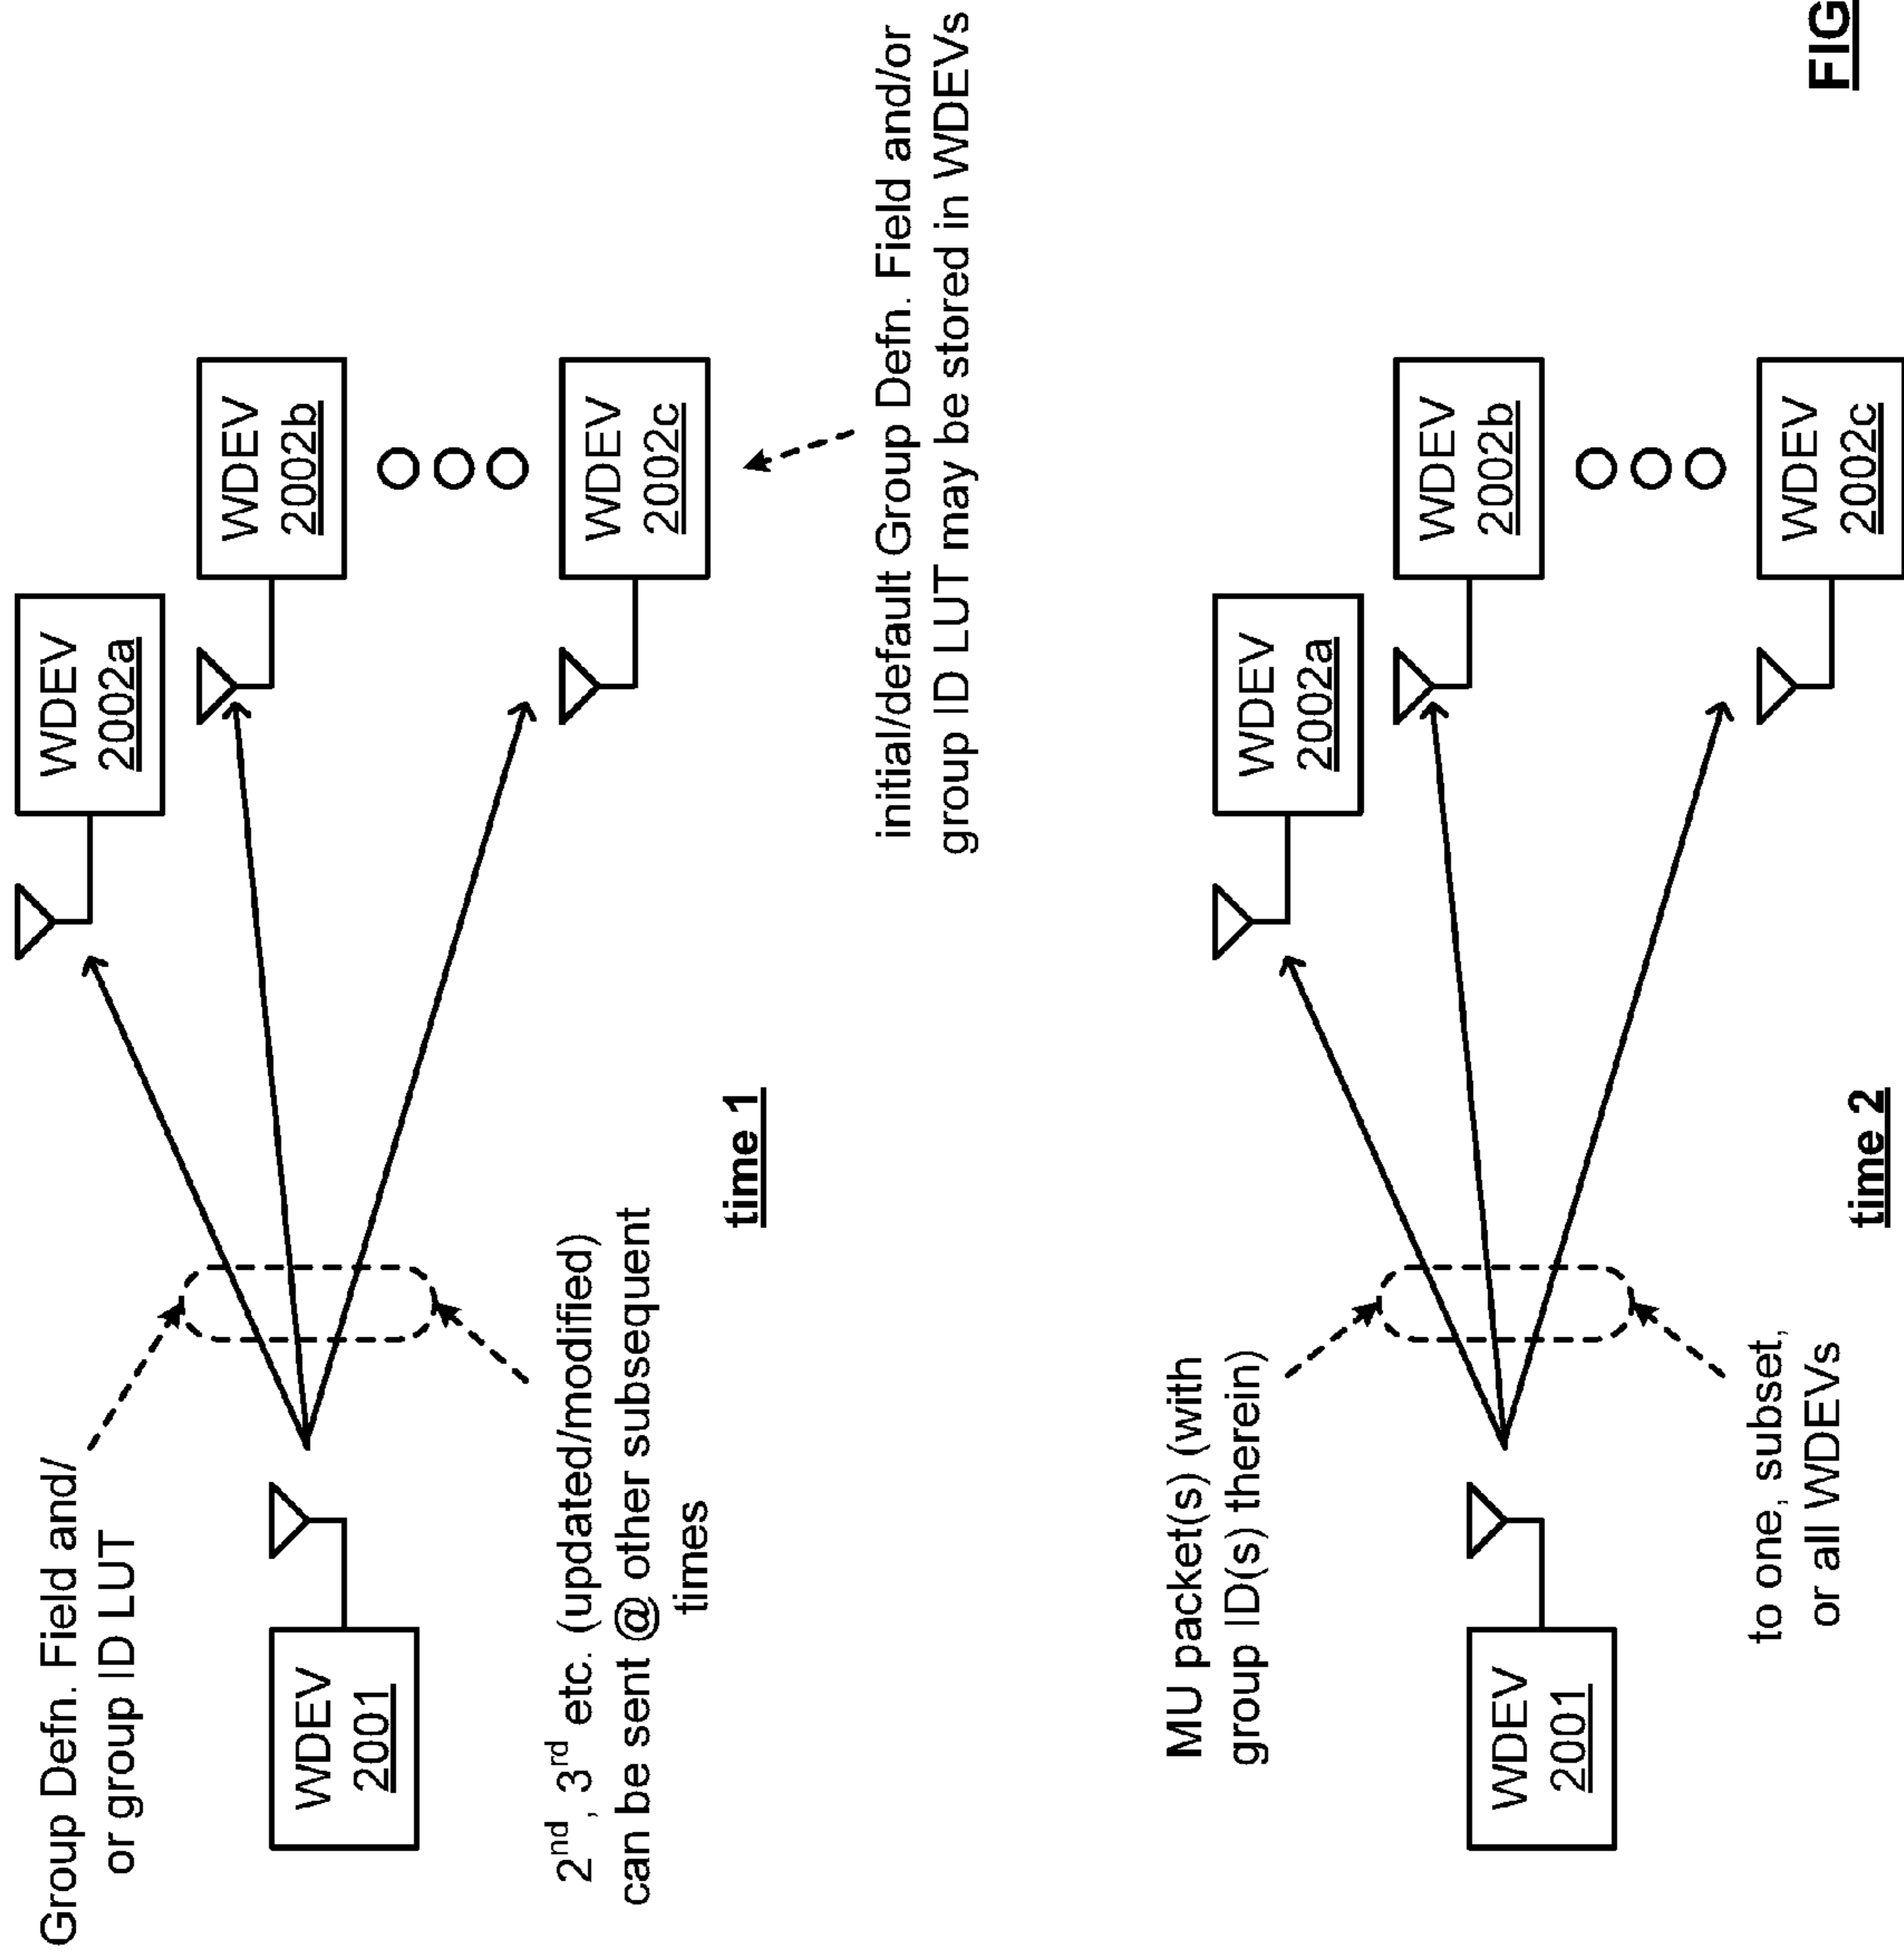 Group Defn. Field and/
or group ID LUT
WDEV
2001
2nd, 3rd etc. (updated/modified)
can be sent @ other subsequent
times
time 1
WDEV
2002a
WDEV
2002b
WDEV
2002c
initial/default Group Defn. Field and/or
group ID LUT may be stored in WDEVs
MU packet(s) (with
group ID(s) therein)
WDEV
2001
to one, subset,
or all WDEVs
time 2
WDEV
2002a
WDEV
2002b
WDEV
2002c
FIG